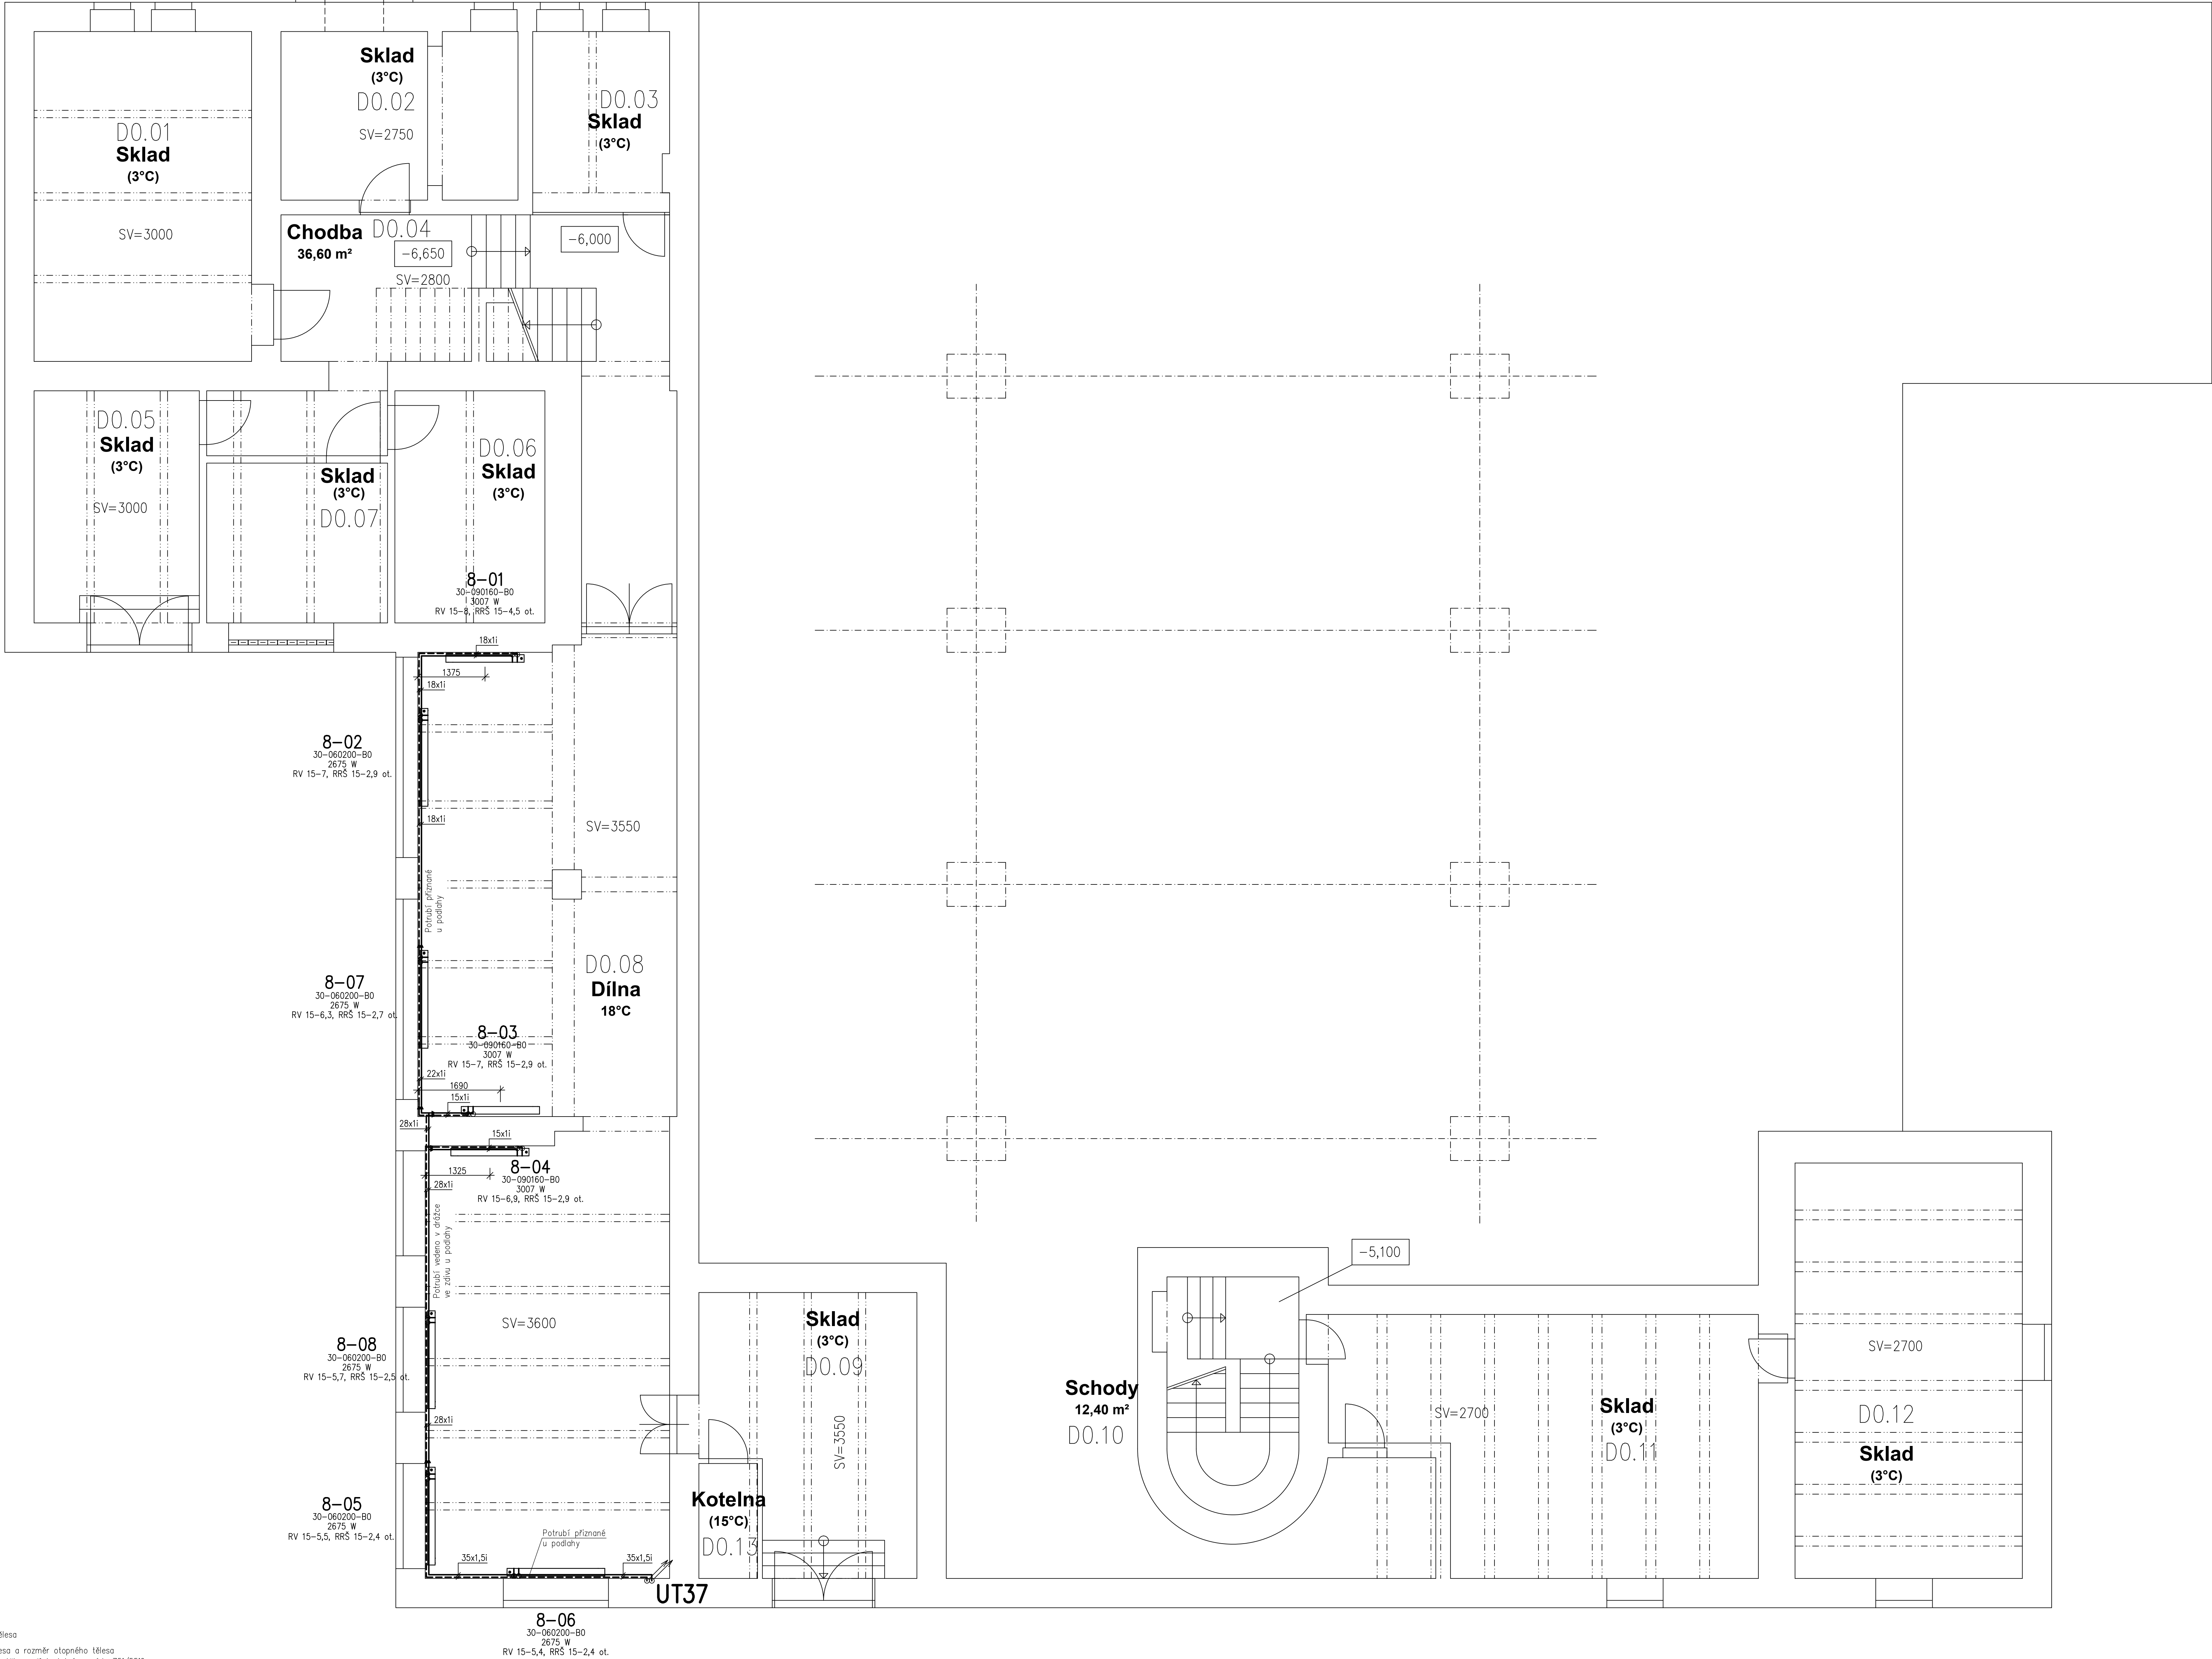 Sklad
(3°C)
D0.02
SV=2750
D0.03
Sklad
(3°C)
D0.01
Sklad
(3°C)
SV=3000
Chodba
D0.04
36,60 m²
-6,650
SV=2800
-6,000
D0.05
Sklad
(3°C)
SV=3000
Sklad
(3°C)
D0.07
D0.06
Sklad
(3°C)
8-01
30-090160-B0
3007 W
RV 15-8, RRŠ 15-4,5 ot.
18x1i
1375
18x1i
8-02
30-060200-B0
2675 W
RV 15-7, RRŠ 15-2,9 ot.
18x1i
SV=3550
Potrubí přiznané
u podlahy
D0.08
Dílna
18°C
8-07
30-060200-B0
2675 W
RV 15-6,3, RRŠ 15-2,7 ot.
8-03
30-090160-B0
3007 W
RV 15-7, RRŠ 15-2,9 ot.
22x1i
1690
15x1i
28x1i
15x1i
1325
8-04
30-090160-B0
3007 W
RV 15-6,9, RRŠ 15-2,9 ot.
28x1i
Potrubí vedeno v drážce
ve zdivu u podlahy
SV=3600
8-08
30-060200-B0
2675 W
RV 15-5,7, RRŠ 15-2,5 ot.
28x1i
8-05
30-060200-B0
2675 W
RV 15-5,5, RRŠ 15-2,4 ot.
35x1,5i
Potrubí přiznané
u podlahy
35x1,5i
UT37
8-06
30-060200-B0
2675 W
RV 15-5,4, RRŠ 15-2,4 ot.
Sklad
(3°C)
D0.09
SV=3550
Kotelna
(15°C)
D0.13
-5,100
Schody
12,40 m²
D0.10
SV=2700
Sklad
(3°C)
D0.11
SV=2700
D0.12
Sklad
(3°C)
a rozměr otopného tělesa